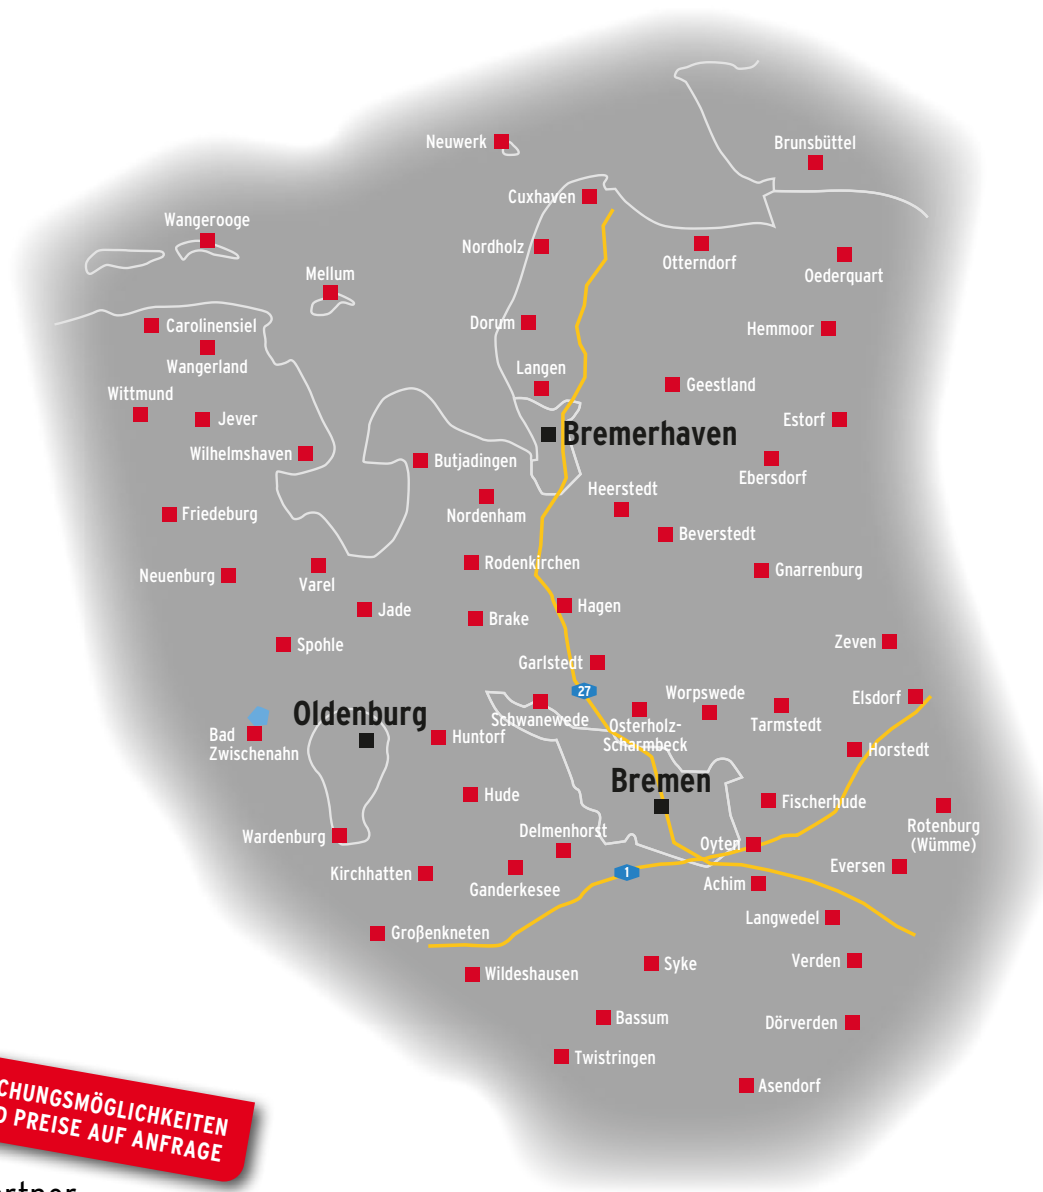 Neuwerk
Brunsbüttel
Cuxhaven
Wangerooge
Nordholz
Otterndorf
Oederquart
Mellum
Dorum
Carolinensiel
Hemmoor
Wangerland
Langen
Wittmund
Geestland
Jever
Estorf
Bremerhaven
Wilhelmshaven
Butjadingen
Ebersdorf
Heerstedt
Friedeburg
Nordenham
Beverstedt
Rodenkirchen
Neuenburg
Varel
Gnarrenburg
Jade
Hagen
Brake
Spohle
Zeven
Garlstedt
27
Worpswede
Elsdorf
Oldenburg
Schwanewede
Osterholz-
Scharmbeck
Tarmstedt
Bad
Zwischenahn
Huntorf
Horstedt
Bremen
Hude
Fischerhude
Rotenburg
(Wümme)
Delmenhorst
Wardenburg
Oyten
Eversen
Kirchhatten
1
Ganderkesee
Achim
Langwedel
Großenkneten
Wildeshausen
Syke
Verden
Bassum
Dörverden
Twistringen
Asendorf
CHUNGSMÖGLICHKEITEN
PREISE AUF ANFRAGE